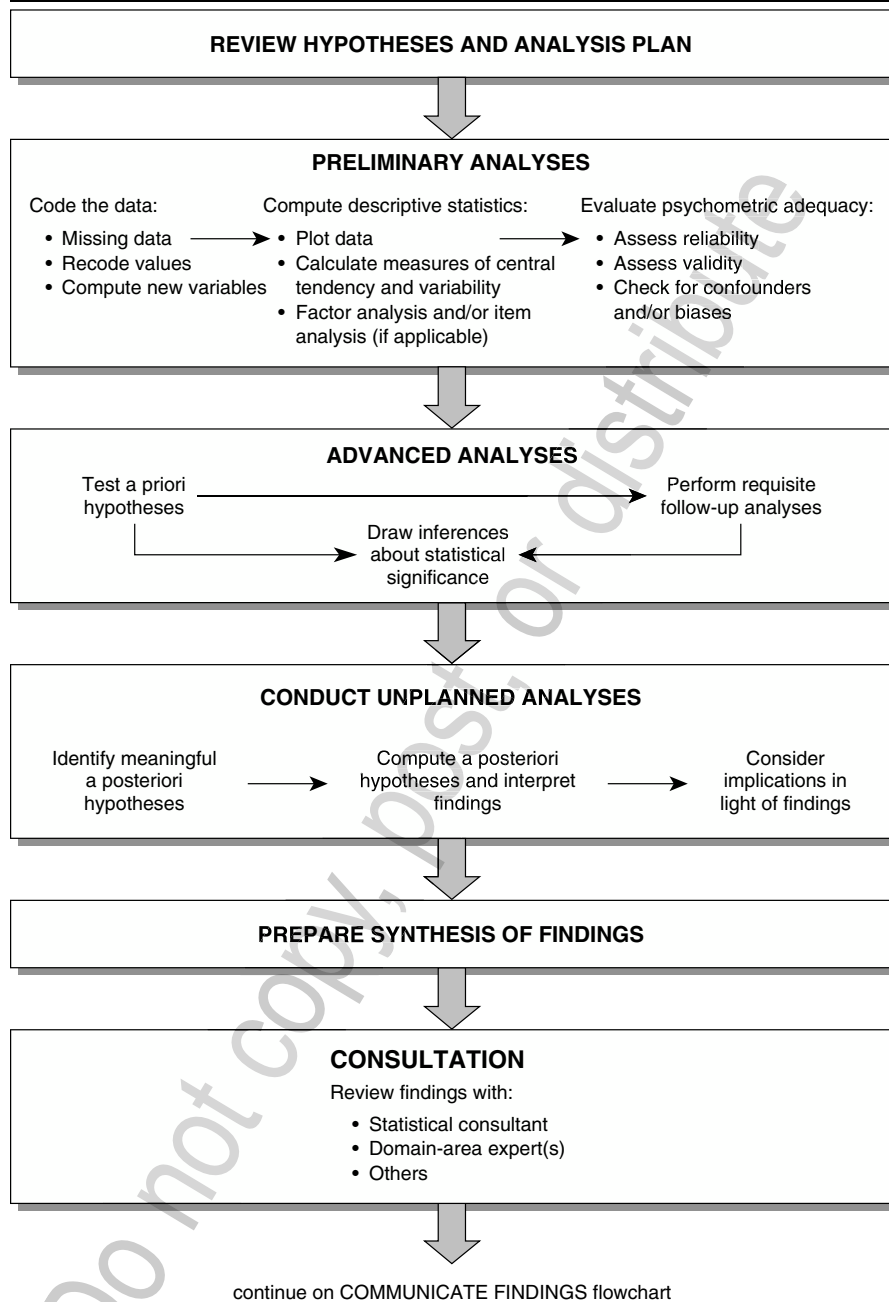 REVIEW HYPOTHESES AND ANALYSIS PLAN
PRELIMINARY ANALYSES
Code the data:
• Missing data
• Recode values
• Compute new variables
Compute descriptive statistics:
• Plot data
• Calculate measures of central
tendency and variability
• Factor analysis and/or item
analysis (if applicable)
Evaluate psychometric adequacy:
• Assess reliability
• Assess validity
• Check for confounders
and/or biases
ADVANCED ANALYSES
Test a priori
hypotheses
Perform requisite
follow-up analyses
Draw inferences
about statistical
significance
CONDUCT UNPLANNED ANALYSES
Identify meaningful
a posteriori
hypotheses
Compute a posteriori
hypotheses and interpret
findings
Consider
implications in
light of findings
PREPARE SYNTHESIS OF FINDINGS
CONSULTATION
Review findings with:
• Statistical consultant
• Domain-area expert(s)
• Others
continue on COMMUNICATE FINDINGS flowchart
Do not copy, post, or distribute